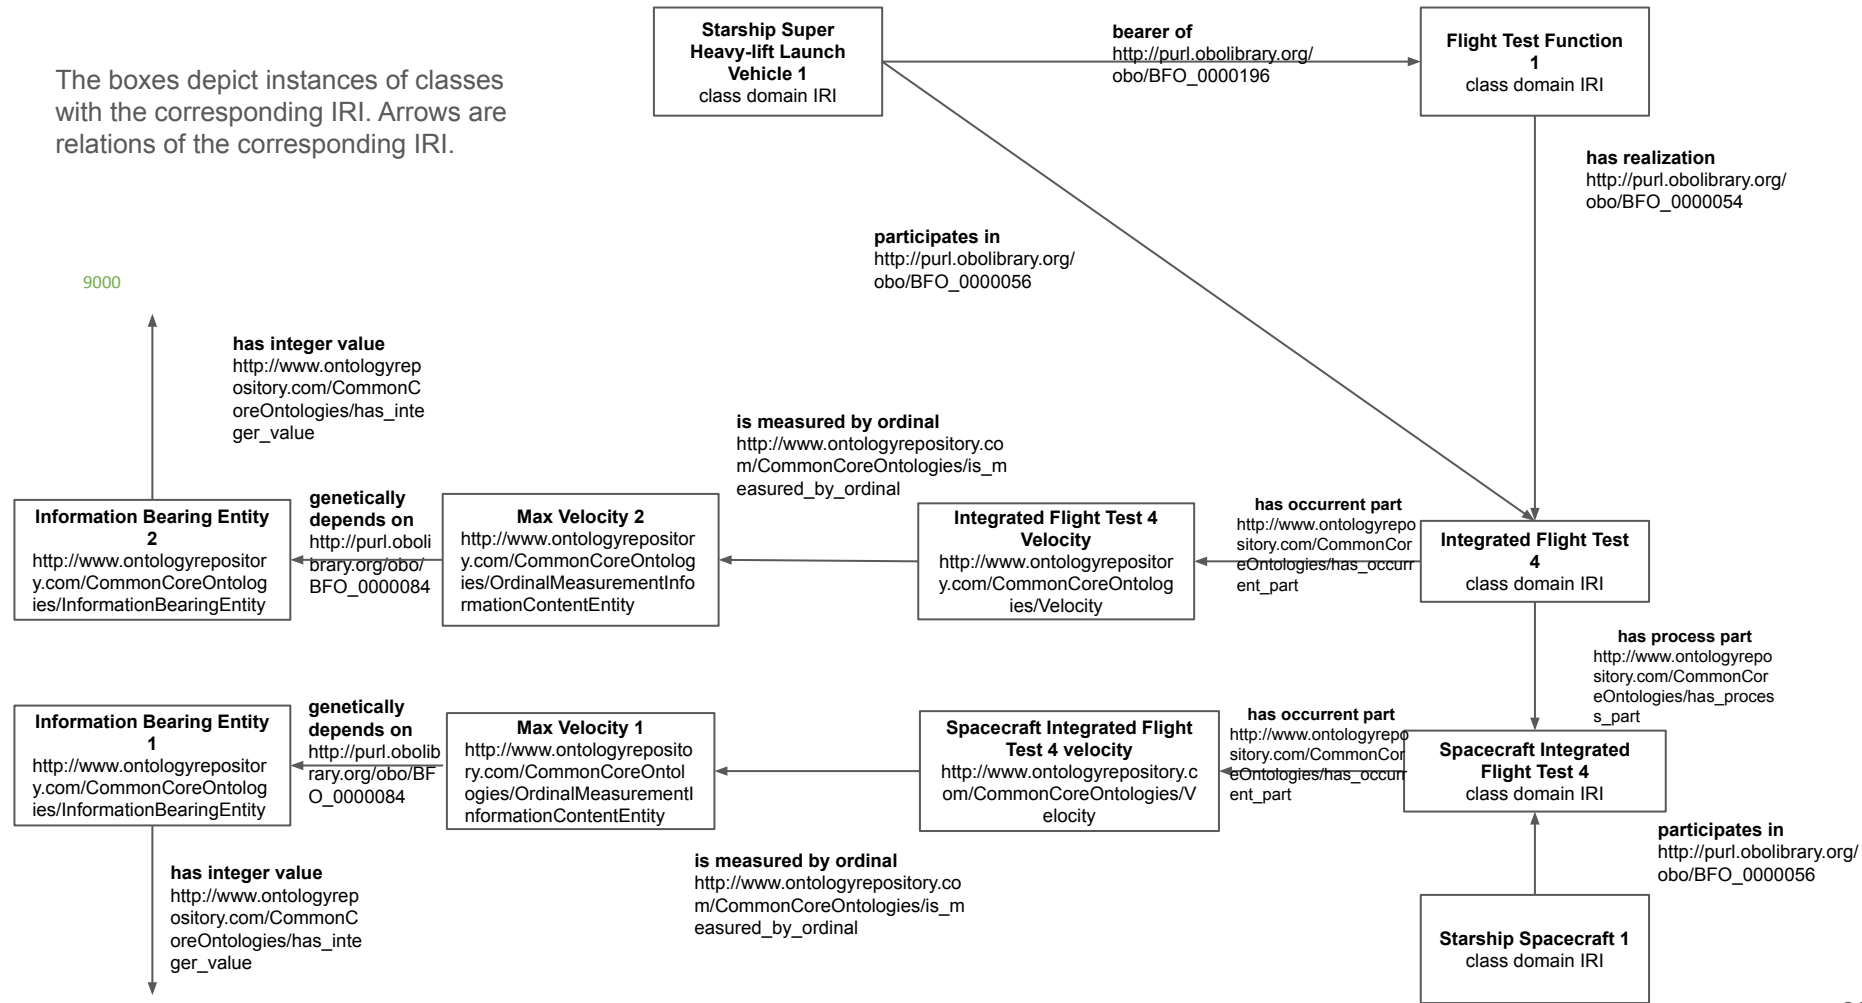 Starship Super
Heavy-lift Launch
Vehicle 1
class domain IRI
bearer of
http://purl.obolibrary.org/
obo/BFO_0000196
Flight Test Function
1
class domain IRI
The boxes depict instances of classes
with the corresponding IRI. Arrows are
relations of the corresponding IRI.
has realization
http://purl.obolibrary.org/
obo/BFO_0000054
participates in
http://purl.obolibrary.org/
obo/BFO_0000056
9000
has integer value
http://www.ontologyrep
ository.com/CommonC
oreOntologies/has_inte
ger_value
is measured by ordinal
http://www.ontologyrepository.co
m/CommonCoreOntologies/is_m
easured_by_ordinal
Information Bearing Entity
2
http://www.ontologyrepositor
y.com/CommonCoreOntolog
ies/InformationBearingEntity
genetically
depends on
http://purl.oboli
brary.org/obo/
BFO_0000084
Max Velocity 2
http://www.ontologyrepositor
y.com/CommonCoreOntolog
ies/OrdinalMeasurementInfo
rmationContentEntity
Integrated Flight Test 4
Velocity
http://www.ontologyrepositor
y.com/CommonCoreOntolog
ies/Velocity
has occurrent part
http://www.ontologyrepo
sitory.com/CommonCor
eOntologies/has_occurr
ent_part
Integrated Flight Test
4
class domain IRI
has process part
http://www.ontologyrepo
sitory.com/CommonCor
eOntologies/has_proces
s_part
Information Bearing Entity
1
http://www.ontologyrepositor
y.com/CommonCoreOntolog
ies/InformationBearingEntity
genetically
depends on
http://purl.obolib
rary.org/obo/BF
O_0000084
Max Velocity 1
http://www.ontologyreposito
ry.com/CommonCoreOntol
ogies/OrdinalMeasurementI
nformationContentEntity
Spacecraft Integrated Flight
Test 4 velocity
http://www.ontologyrepository.c
om/CommonCoreOntologies/V
elocity
has occurrent part
http://www.ontologyrepo
sitory.com/CommonCor
eOntologies/has_occurr
ent_part
Spacecraft Integrated
Flight Test 4
class domain IRI
participates in
http://purl.obolibrary.org/
obo/BFO_0000056
has integer value
http://www.ontologyrep
ository.com/CommonC
oreOntologies/has_inte
ger_value
is measured by ordinal
http://www.ontologyrepository.co
m/CommonCoreOntologies/is_m
easured_by_ordinal
Starship Spacecraft 1
class domain IRI